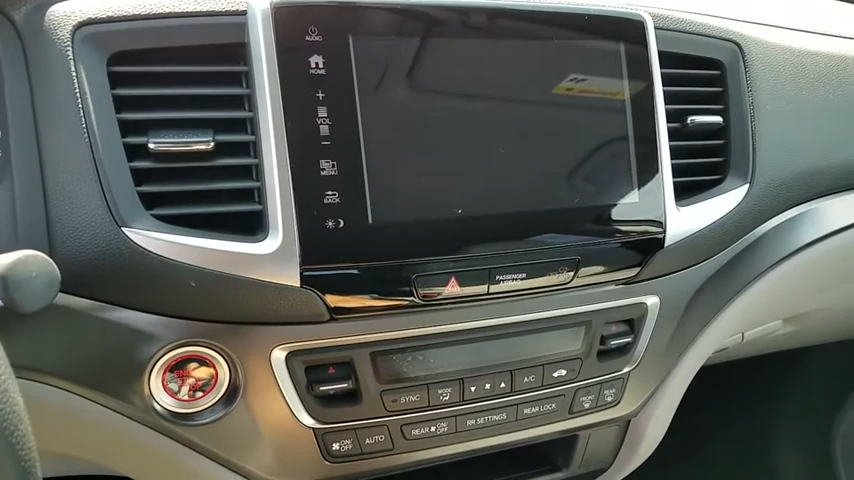 AUDIO
HOME
+
VOL
−
MENU
BACK
PASSENGER
AIRBAG
SYNC
MODE
A/C
FRONT
REAR
ON/OFF
AUTO
REAR ON/OFF
RR SETTINGS
REAR LOCK